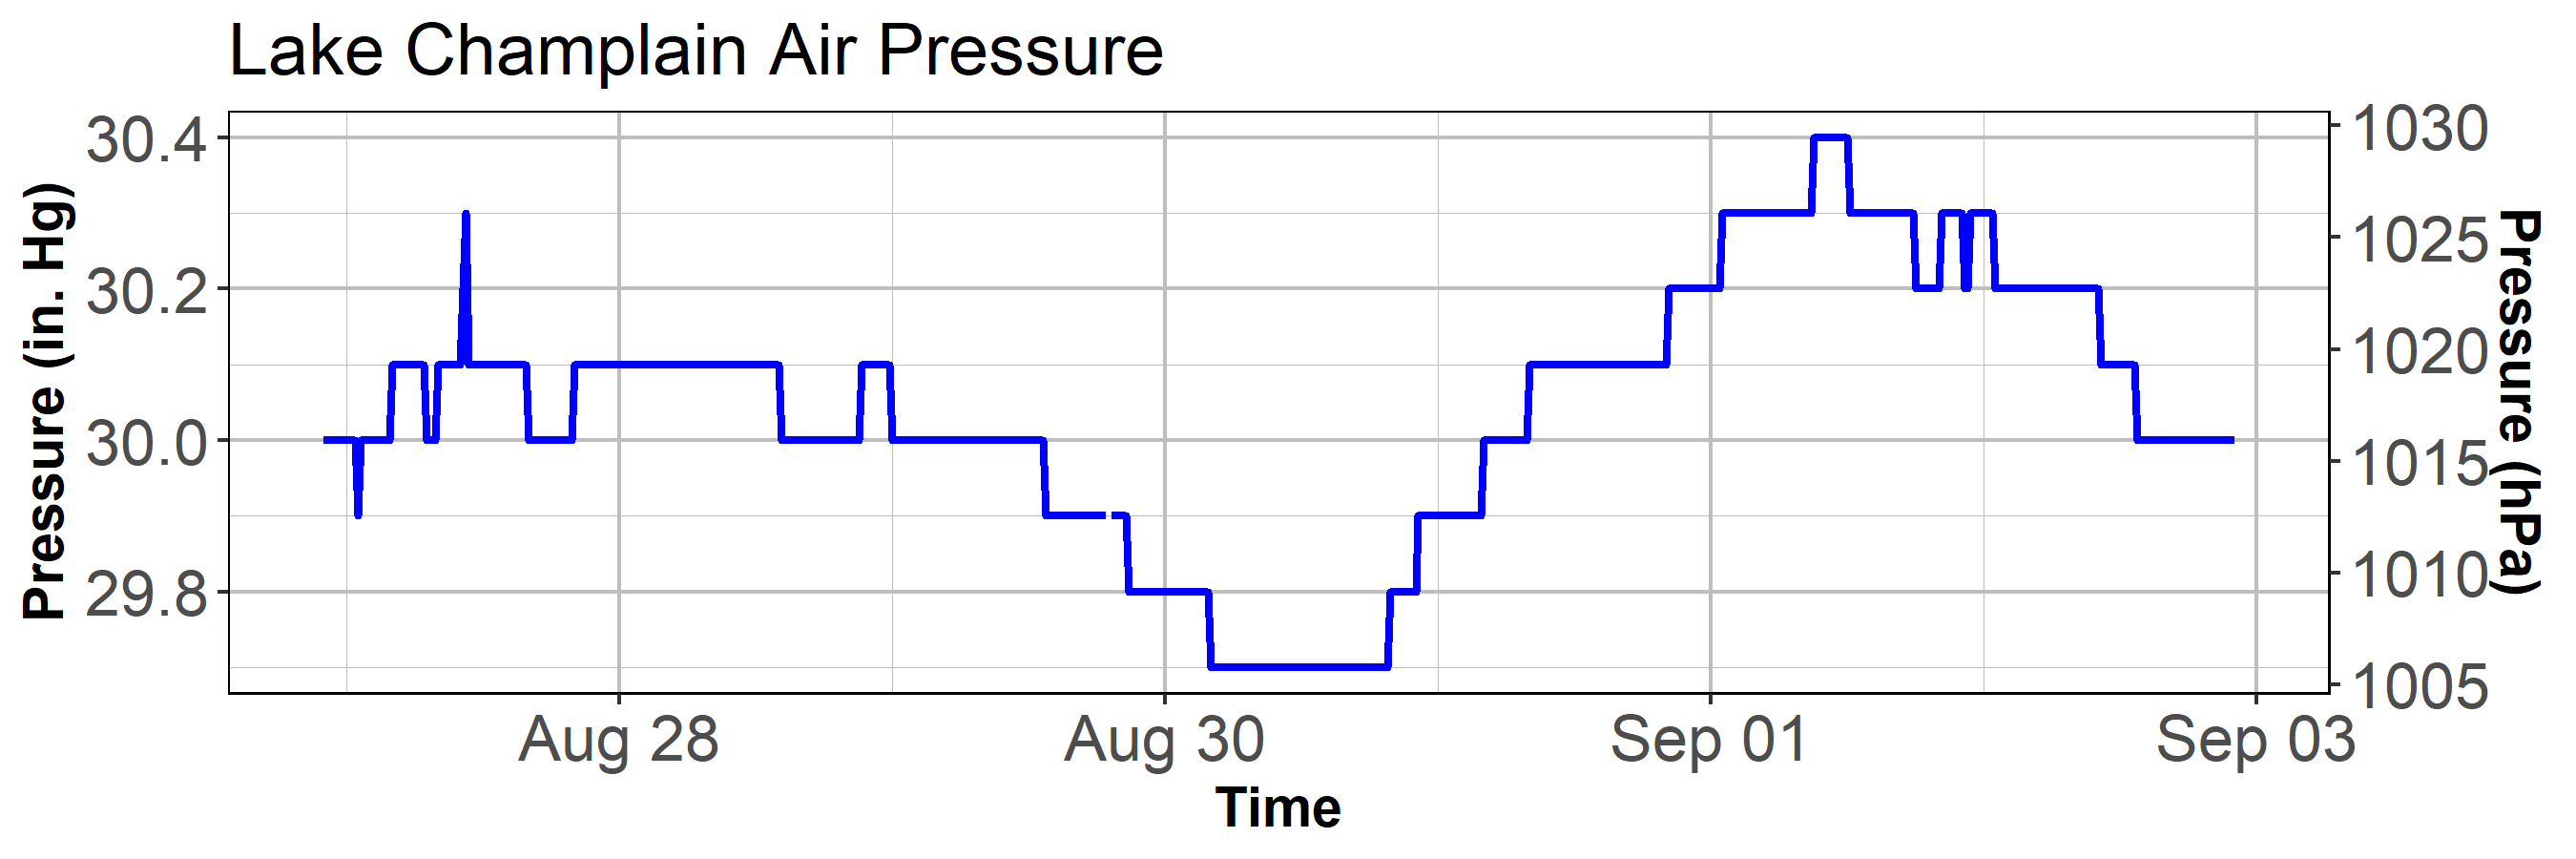 Lake Champlain Air Pressure
Pressure (in. Hg)
30.4
30.2
30.0
29.8
1030
1025
1020
1015
1010
1005
Pressure (hPa)
Aug 28 Aug 30 Sep 01 Sep 03
Time